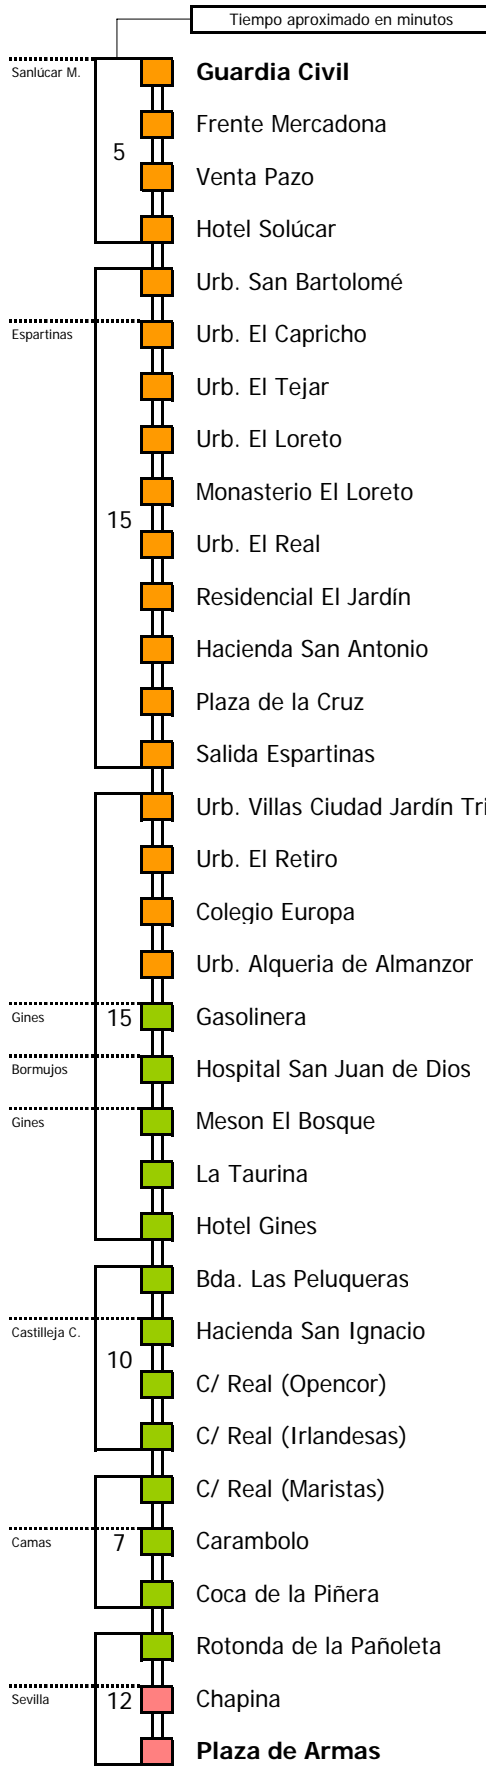 Tiempo aproximado en minutos
Sanlúcar M.
Guardia Civil
Frente Mercadona
5
Venta Pazo
Hotel Solúcar
Urb. San Bartolomé
Espartinas
Urb. El Capricho
Urb. El Tejar
Urb. El Loreto
Monasterio El Loreto
15
Urb. El Real
Residencial El Jardín
Hacienda San Antonio
Plaza de la Cruz
Salida Espartinas
Urb. Villas Ciudad Jardín Tri
Urb. El Retiro
Colegio Europa
Urb. Alqueria de Almanzor
Gines
15
Gasolinera
Bormujos
Hospital San Juan de Dios
Gines
Meson El Bosque
La Taurina
Hotel Gines
Bda. Las Peluqueras
Castilleja C.
Hacienda San Ignacio
10
C/ Real (Opencor)
C/ Real (Irlandesas)
C/ Real (Maristas)
Camas
7
Carambolo
Coca de la Piñera
Rotonda de la Pañoleta
Sevilla
12
Chapina
Plaza de Armas